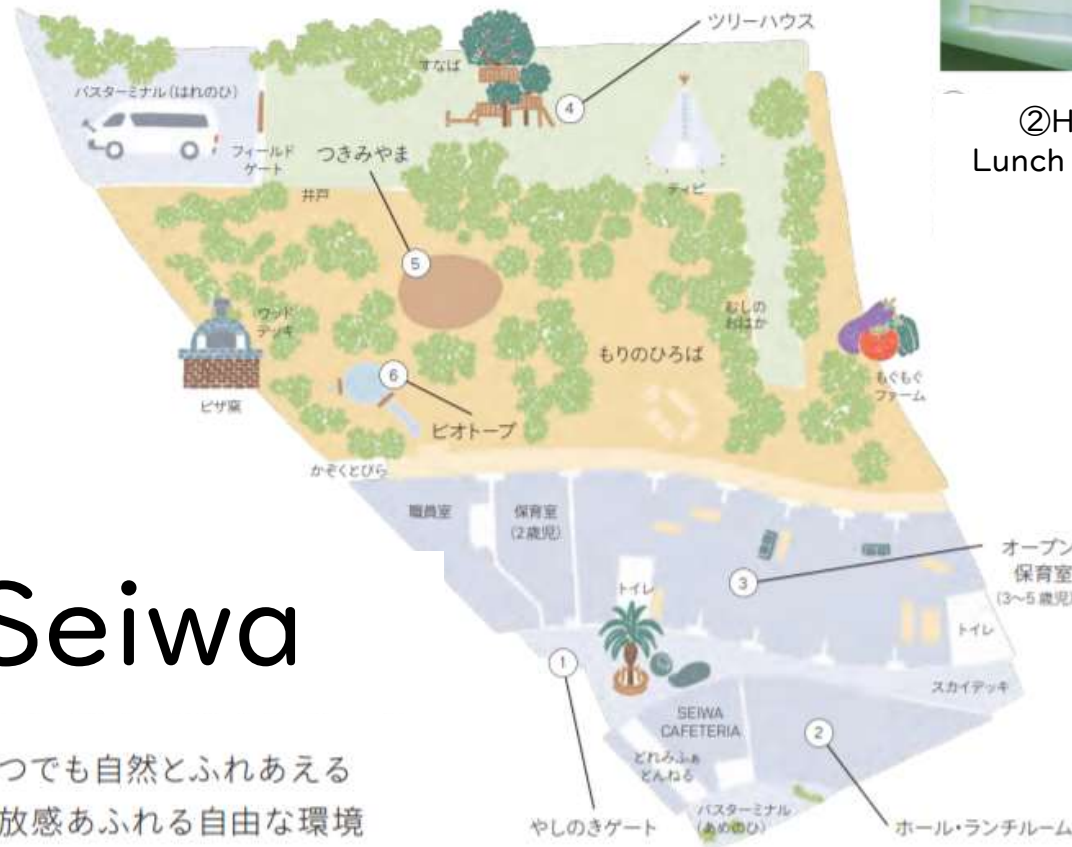 ツリーハウス
すなば
バスターミナル(はれのひ)
④
フィールド
ゲート
つきみやま
井戸
ティピ
②H
Lunch
⑤
ウッド
デッキ
むしの
おはか
もりのひろば
⑥
もぐもぐ
ファーム
ピザ窯
ビオトープ
かぞくとびら
職員室
保育室
(2歳児)
オープン
保育室
(3〜5歳児)
③
トイレ
トイレ
Seiwa
①
スカイデッキ
SEIWA
CAFETERIA
②
どれみふぁ
どんねる
つでも自然とふれあえる
放感あふれる自由な環境
バスターミナル
(あめのひ)
やしのきゲート
ホール・ランチルーム